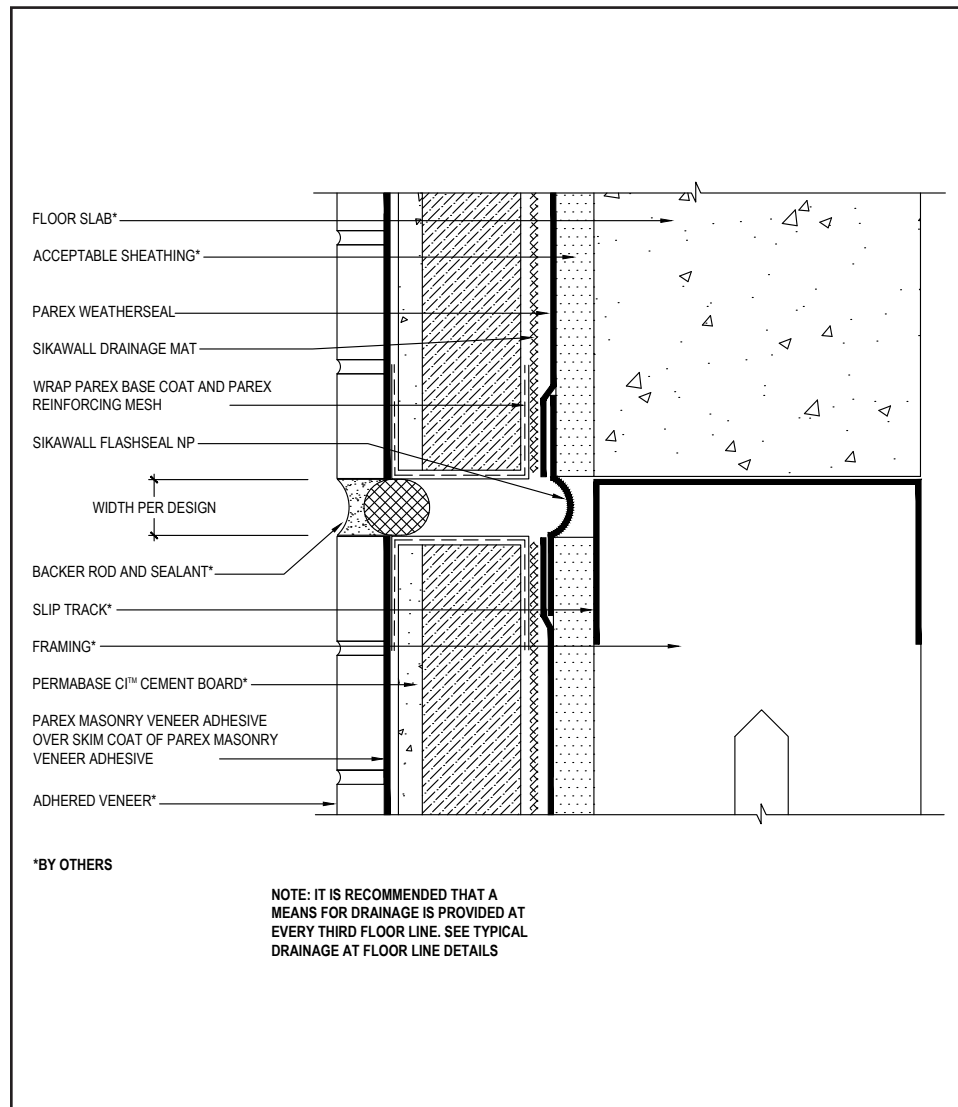 FLOOR SLAB*
ACCEPTABLE SHEATHING*
PAREX WEATHERSEAL
SIKAWALL DRAINAGE MAT
WRAP PAREX BASE COAT AND PAREX
REINFORCING MESH
SIKAWALL FLASHSEAL NP
WIDTH PER DESIGN
BACKER ROD AND SEALANT*
SLIP TRACK*
FRAMING*
PERMABASE CI™ CEMENT BOARD*
PAREX MASONRY VENEER ADHESIVE
OVER SKIM COAT OF PAREX MASONRY
VENEER ADHESIVE
ADHERED VENEER*
*BY OTHERS
NOTE: IT IS RECOMMENDED THAT A
MEANS FOR DRAINAGE IS PROVIDED AT
EVERY THIRD FLOOR LINE. SEE TYPICAL
DRAINAGE AT FLOOR LINE DETAILS